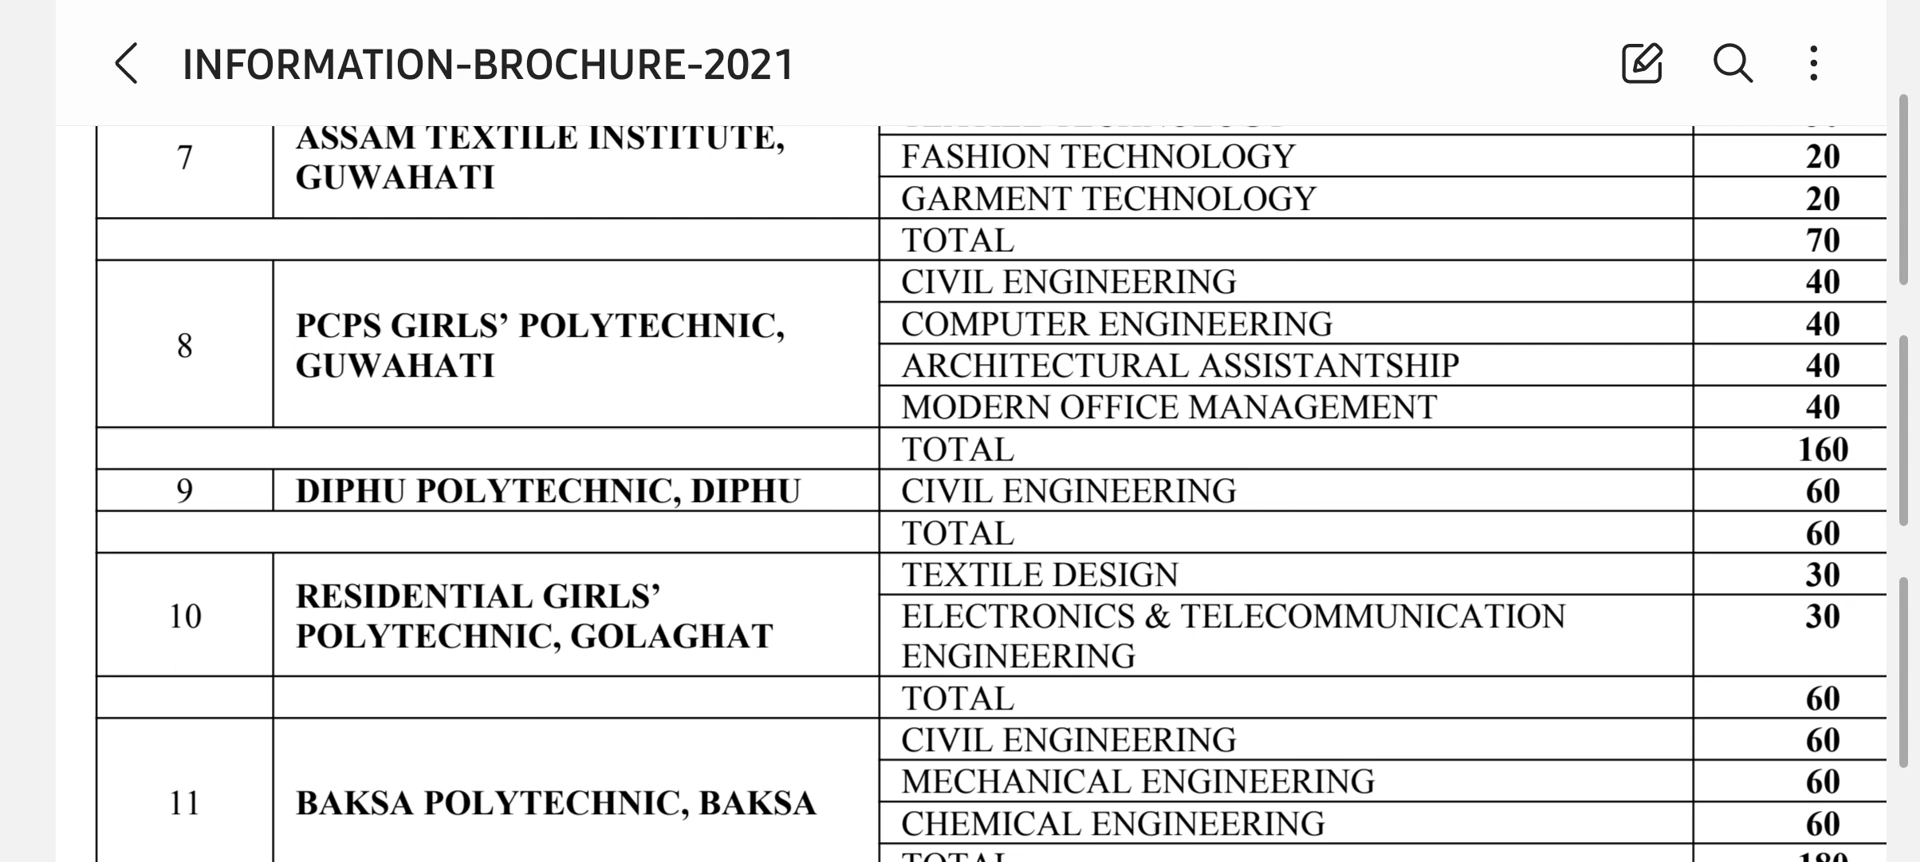 INFORMATION-BROCHURE-2021
7
ASSAM TEXTILE INSTITUTE,
GUWAHATI
FASHION TECHNOLOGY 20
GARMENT TECHNOLOGY 20
TOTAL 70
8
PCPS GIRLS’ POLYTECHNIC,
GUWAHATI
CIVIL ENGINEERING 40
COMPUTER ENGINEERING 40
ARCHITECTURAL ASSISTANTSHIP 40
MODERN OFFICE MANAGEMENT 40
TOTAL 160
9 DIPHU POLYTECHNIC, DIPHU CIVIL ENGINEERING 60
TOTAL 60
10
RESIDENTIAL GIRLS’
POLYTECHNIC, GOLAGHAT
TEXTILE DESIGN 30
ELECTRONICS & TELECOMMUNICATION 30
ENGINEERING
TOTAL 60
11 BAKSA POLYTECHNIC, BAKSA
CIVIL ENGINEERING 60
MECHANICAL ENGINEERING 60
CHEMICAL ENGINEERING 60
TOTAL 180